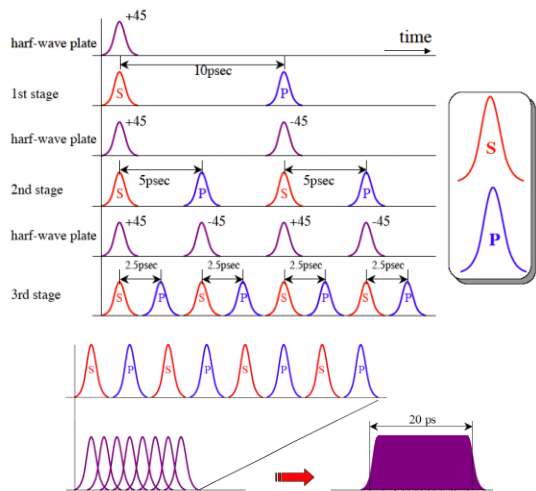 +45
harf-wave plate
time
10psec
1st stage
S
P
+45
-45
harf-wave plate
S
5psec
5psec
2nd stage
S
P
S
P
+45
-45
+45
-45
harf-wave plate
2.5psec
2.5psec
2.5psec
2.5psec
3rd stage
S
P
S
P
S
P
S
P
P
S
P
S
P
S
P
S
P
20 ps